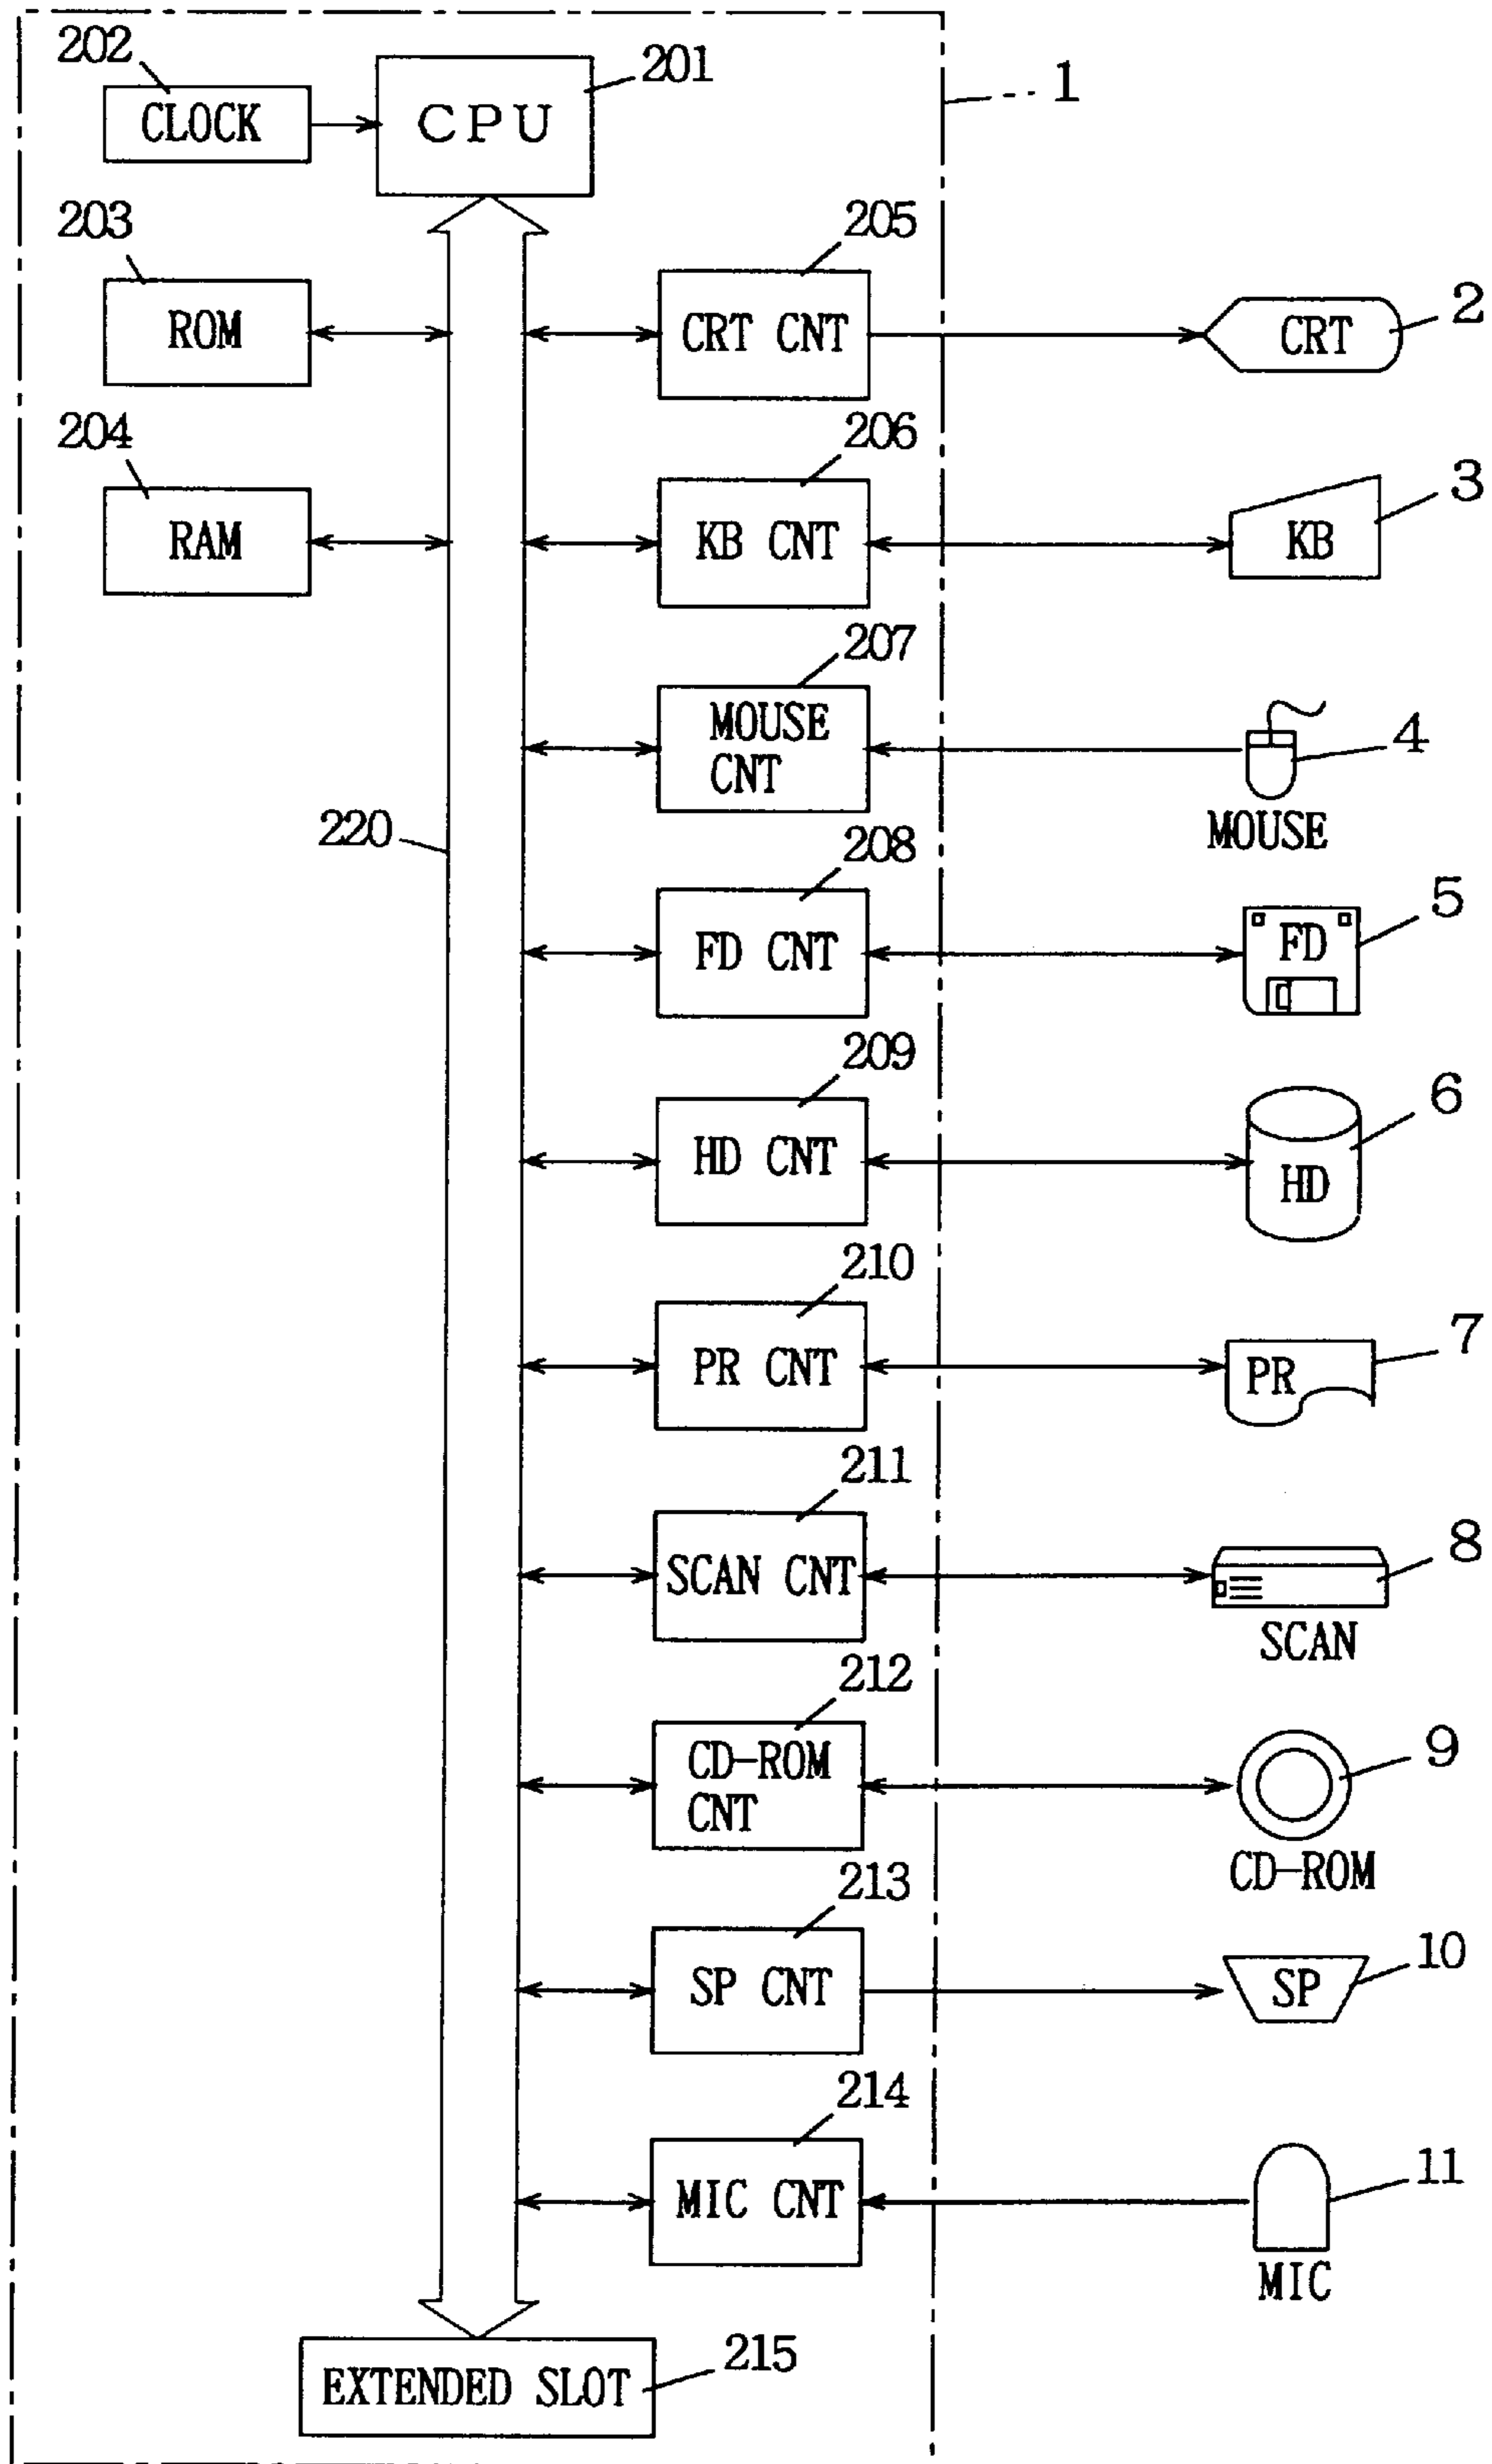 202
201
1
CLOCK
CPU
203
205
ROM
CRT CNT
CRT
2
204
206
RAM
KB CNT
KB
3
207
MOUSE
CNT
4
MOUSE
220
208
FD CNT
FD
5
209
HD CNT
HD
6
210
PR CNT
PR
7
211
SCAN CNT
8
SCAN
212
CD-ROM
CNT
9
CD-ROM
213
SP CNT
SP
10
214
MIC CNT
11
MIC
EXTENDED SLOT
215